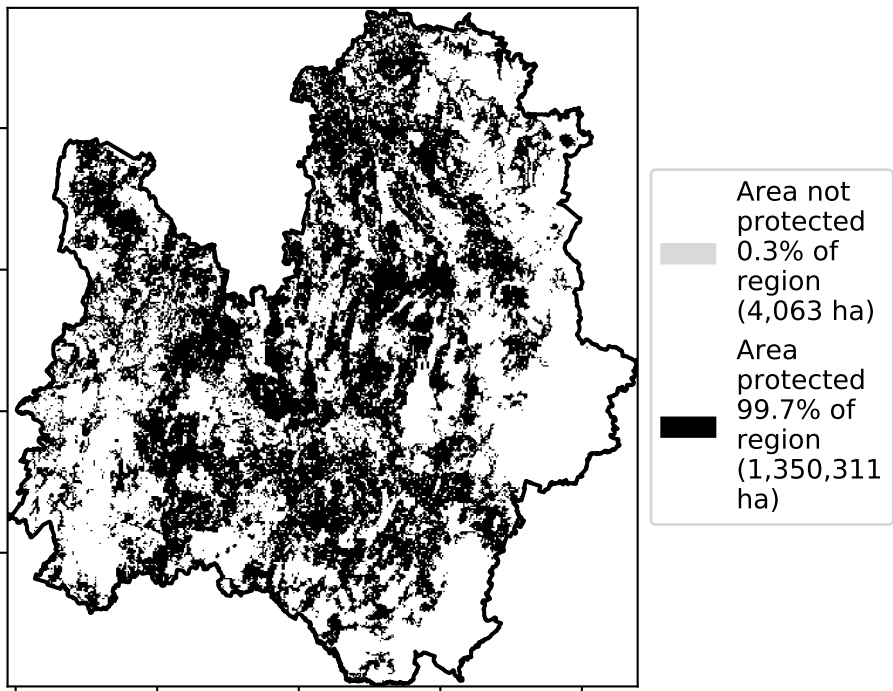 Area not
protected
0.3% of
region
(4,063 ha)
Area
protected
99.7% of
region
(1,350,311
ha)